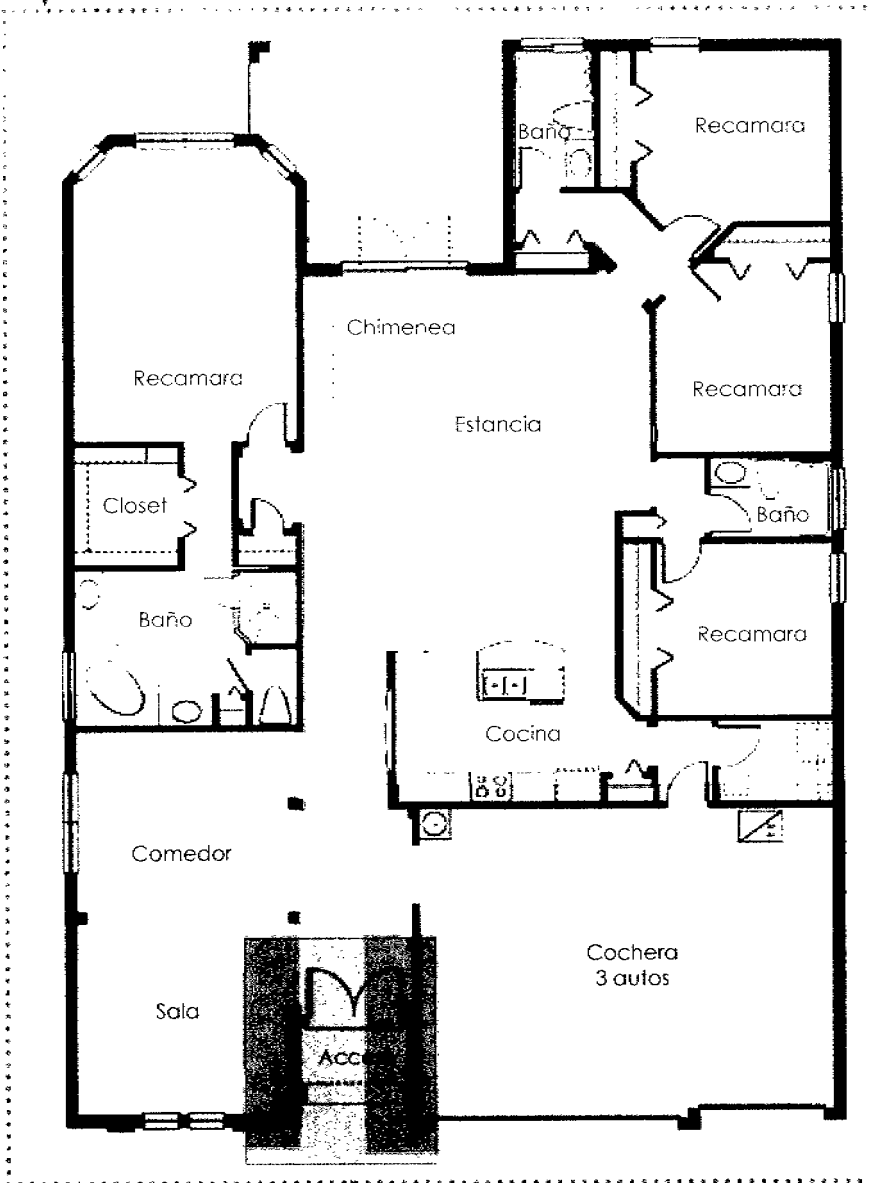 Baño
Recamara
Chimenea
Recamara
Recamara
Estancia
Closet
Baño
Baño
Recamara
Cocina
Comedor
Cochera
3 autos
Sala